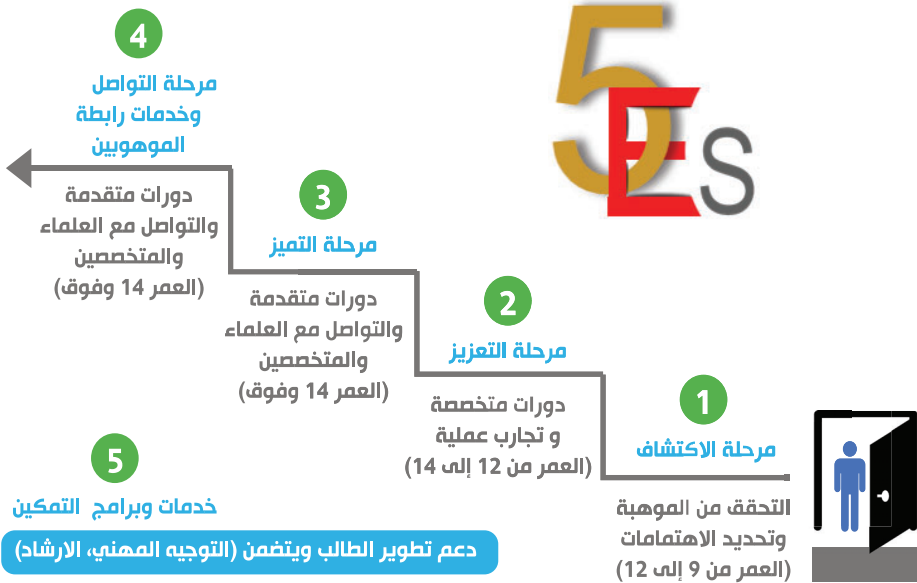 5Es
1
مرحلة الاكتشاف
التحقق من الموهبة
وتحديد الاهتمامات
(العمر من 9 إلى 12)
2
مرحلة التعزيز
دورات متخصصة
و تجارب عملية
(العمر من 12 إلى 14)
3
مرحلة التميز
دورات متقدمة
والتواصل مع العلماء
والمتخصصين
(العمر 14 وفوق)
4
مرحلة التواصل
وخدمات رابطة
الموهوبين
دورات متقدمة
والتواصل مع العلماء
والمتخصصين
(العمر 14 وفوق)
5
خدمات وبرامج التمكين
دعم تطوير الطالب ويتضمن (التوجيه المهني، الارشاد)